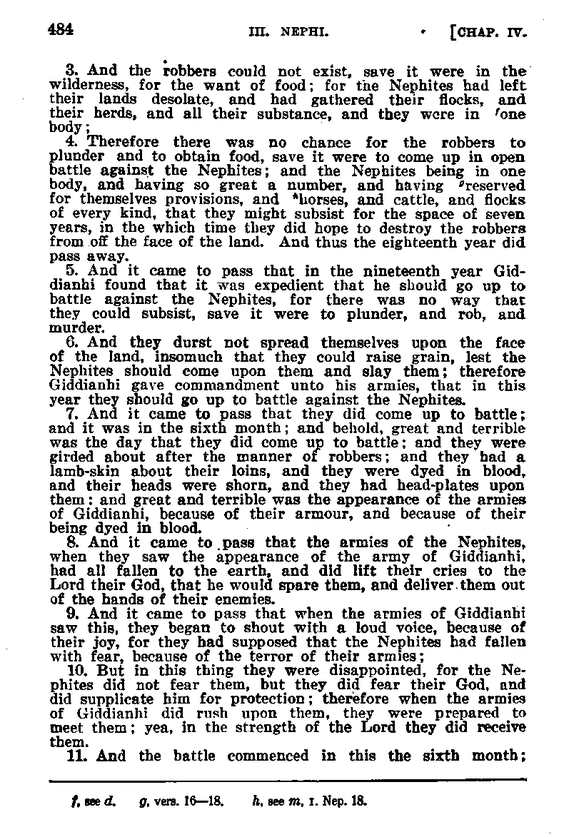 484 III. NEPHI. [CHAP. IV.
3. And the robbers could not exist, save it were in the
wilderness, for the want of food; for the Nephites had left
their lands desolate, and had gathered their flocks, and
their herds, and all their substance, and they were in ᶠone
body;
4. Therefore there was no chance for the robbers to
plunder and to obtain food, save it were to come up in open
battle against the Nephites; and the Nephites being in one
body, and having so great a number, and having ᵍreserved
for themselves provisions, and ʰhorses, and cattle, and flocks
of every kind, that they might subsist for the space of seven
years, in the which time they did hope to destroy the robbers
from off the face of the land. And thus the eighteenth year did
pass away.
5. And it came to pass that in the nineteenth year Gid-
dianhi found that it was expedient that he should go up to
battle against the Nephites, for there was no way that
they could subsist, save it were to plunder, and rob, and
murder.
6. And they durst not spread themselves upon the face
of the land, insomuch that they could raise grain, lest the
Nephites should come upon them and slay them; therefore
Giddianhi gave commandment unto his armies, that in this
year they should go up to battle against the Nephites.
7. And it came to pass that they did come up to battle;
and it was in the sixth month; and behold, great and terrible
was the day that they did come up to battle; and they were
girded about after the manner of robbers; and they had a
lamb-skin about their loins, and they were dyed in blood,
and their heads were shorn, and they had head-plates upon
them: and great and terrible was the appearance of the armies
of Giddianhi, because of their armour, and because of their
being dyed in blood.
8. And it came to pass that the armies of the Nephites,
when they saw the appearance of the army of Giddianhi,
had all fallen to the earth, and did lift their cries to the
Lord their God, that he would spare them, and deliver them out
of the hands of their enemies.
9. And it came to pass that when the armies of Giddianhi
saw this, they began to shout with a loud voice, because of
their joy, for they had supposed that the Nephites had fallen
with fear, because of the terror of their armies;
10. But in this thing they were disappointed, for the Ne-
phites did not fear them, but they did fear their God, and
did supplicate him for protection; therefore when the armies
of Giddianhi did rush upon them, they were prepared to
meet them; yea, in the strength of the Lord they did receive
them.
11. And the battle commenced in this the sixth month;
f, see d. g, vers. 16—18. h, see m, I. Nep. 18.